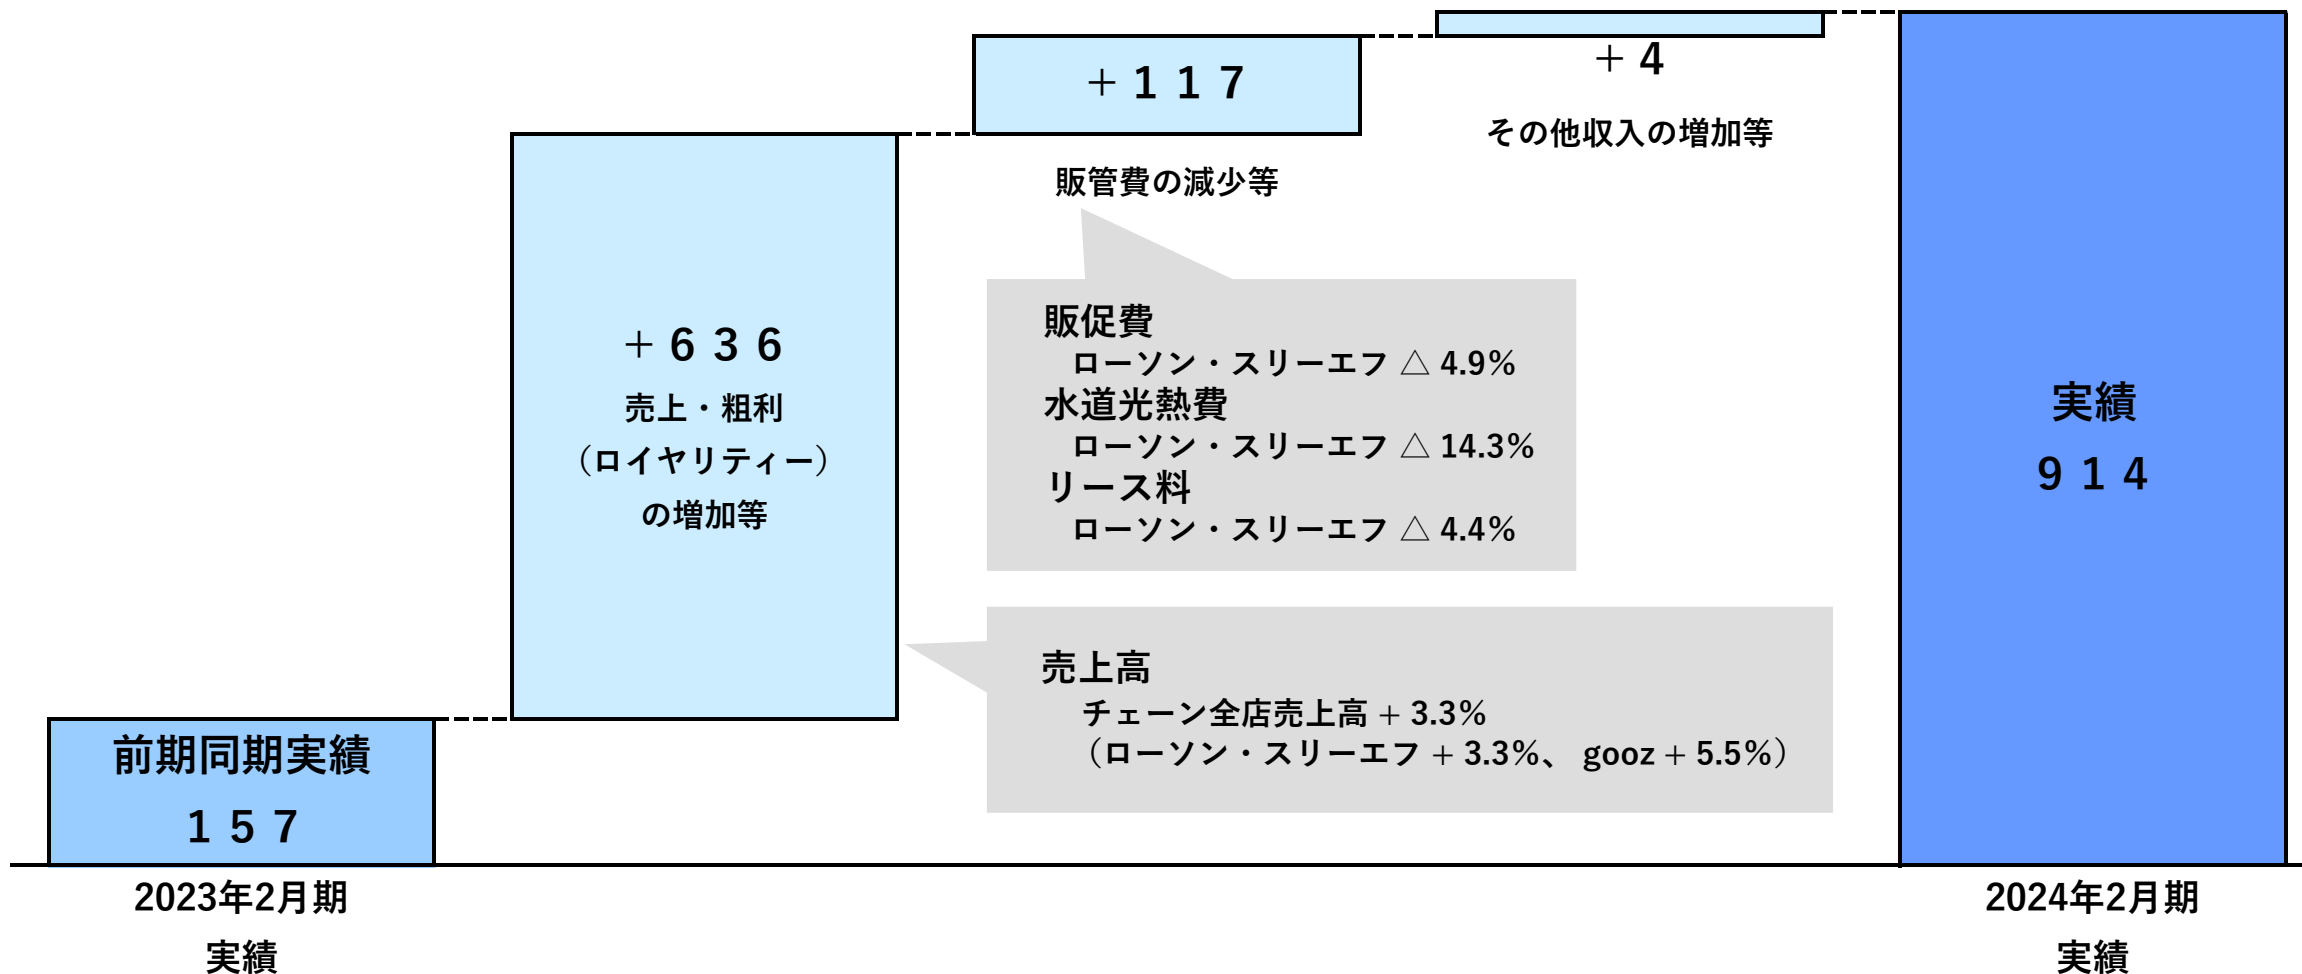 前期同期実績
１５７
2023年2月期
実績
＋６３６
売上・粗利
（ロイヤリティー）
の増加等
＋１１７
販管費の減少等
＋４
その他収入の増加等
販促費
ローソン・スリーエフ △ 4.9%
水道光熱費
ローソン・スリーエフ △ 14.3%
リース料
ローソン・スリーエフ △ 4.4%
売上高
チェーン全店売上高 + 3.3%
（ローソン・スリーエフ + 3.3%、 gooz + 5.5%）
実績
９１４
2024年2月期
実績